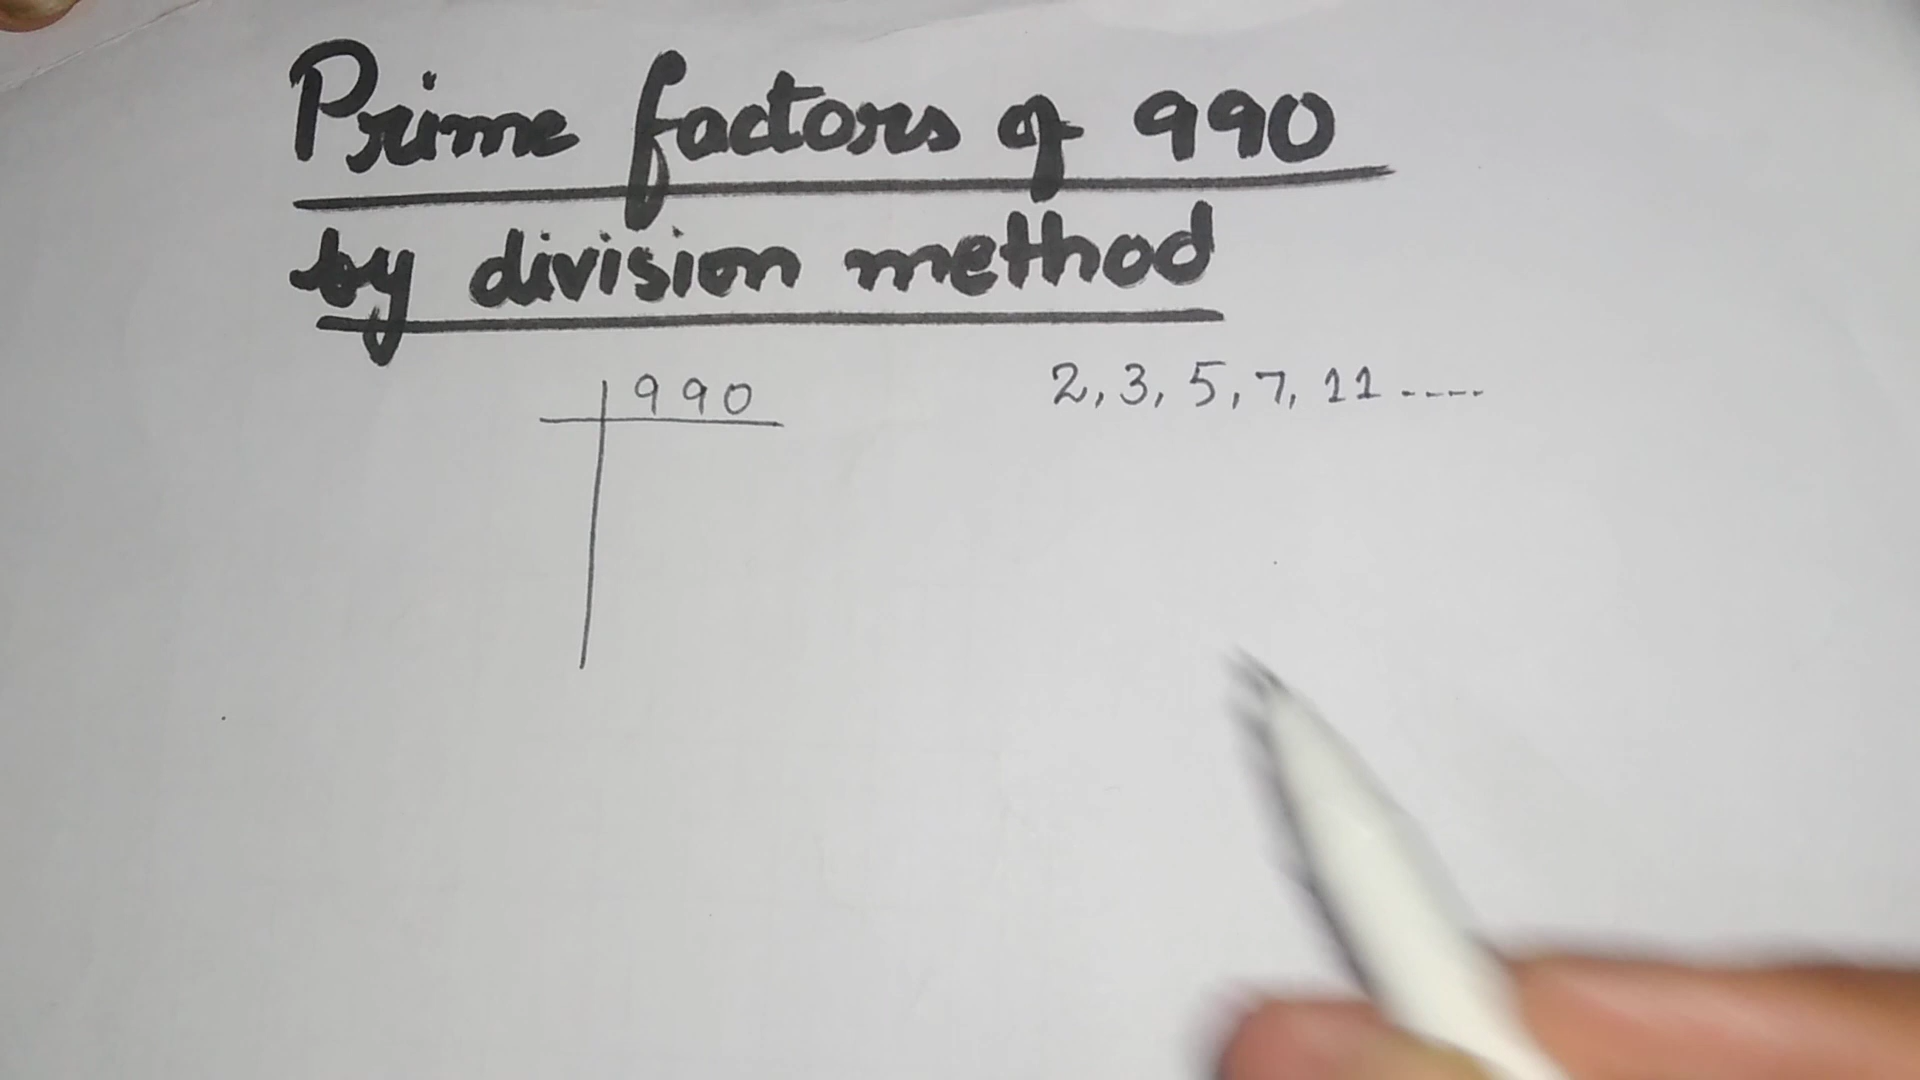 Prime factors of 990
by division method
990
2, 3, 5, 7, 11 -----